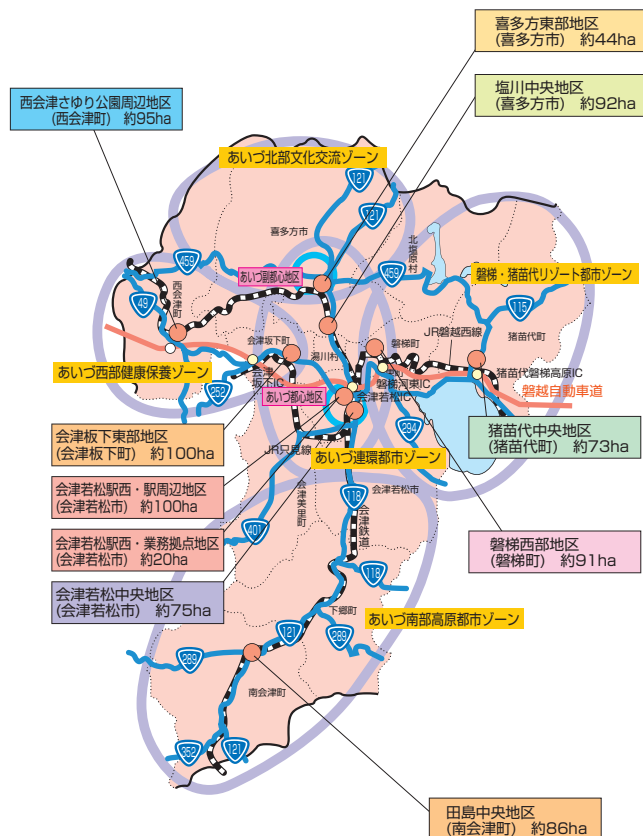 喜多方東部地区
(喜多方市) 約44ha
塩川中央地区
(喜多方市) 約92ha
西会津さゆり公園周辺地区
(西会津町) 約95ha
あいづ北部文化交流ゾーン
121
121
喜多方市
北塩原村
459
あいづ副都心地区
459
磐梯・猪苗代リゾート都市ゾーン
49
西会津町
115
会津坂下町
湯川村
磐梯町
JR磐越西線
猪苗代町
あいづ西部健康保養ゾーン
会津
坂下IC
磐梯河東IC
猪苗代磐梯高原IC
252
あいづ都心地区
会津若松IC
磐越自動車道
会津板下東部地区
(会津板下町) 約100ha
294
猪苗代中央地区
(猪苗代町) 約73ha
JR只見線
あいづ連環都市ゾーン
会津若松駅西・駅周辺地区
(会津若松市) 約100ha
会津美里町
118
会津若松市
会津鉄道
401
会津若松駅西・業務拠点地区
(会津若松市) 約20ha
磐梯西部地区
(磐梯町) 約91ha
118
会津若松中央地区
(会津若松市) 約75ha
下郷町
あいづ南部高原都市ゾーン
121
289
289
南会津町
352
121
田島中央地区
(南会津町) 約86ha